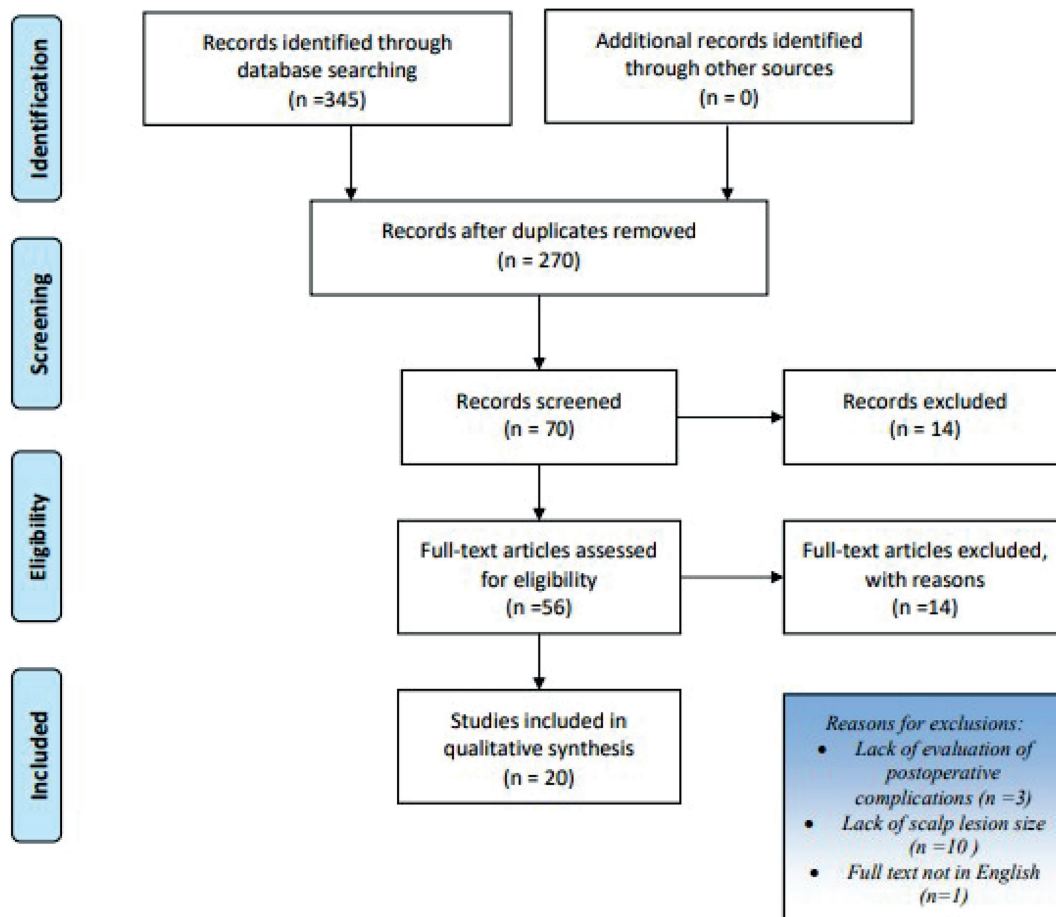 Identification
Records identified through
database searching
(n =345)
Additional records identified
through other sources
(n = 0)
Records after duplicates removed
(n = 270)
Screening
Records screened
(n = 70)
Records excluded
(n = 14)
Eligibility
Full-text articles assessed
for eligibility
(n =56)
Full-text articles excluded,
with reasons
(n =14)
Included
Studies included in
qualitative synthesis
(n = 20)
Reasons for exclusions:
• Lack of evaluation of
postoperative
complications (n =3)
• Lack of scalp lesion size
(n =10 )
• Full text not in English
(n=1)